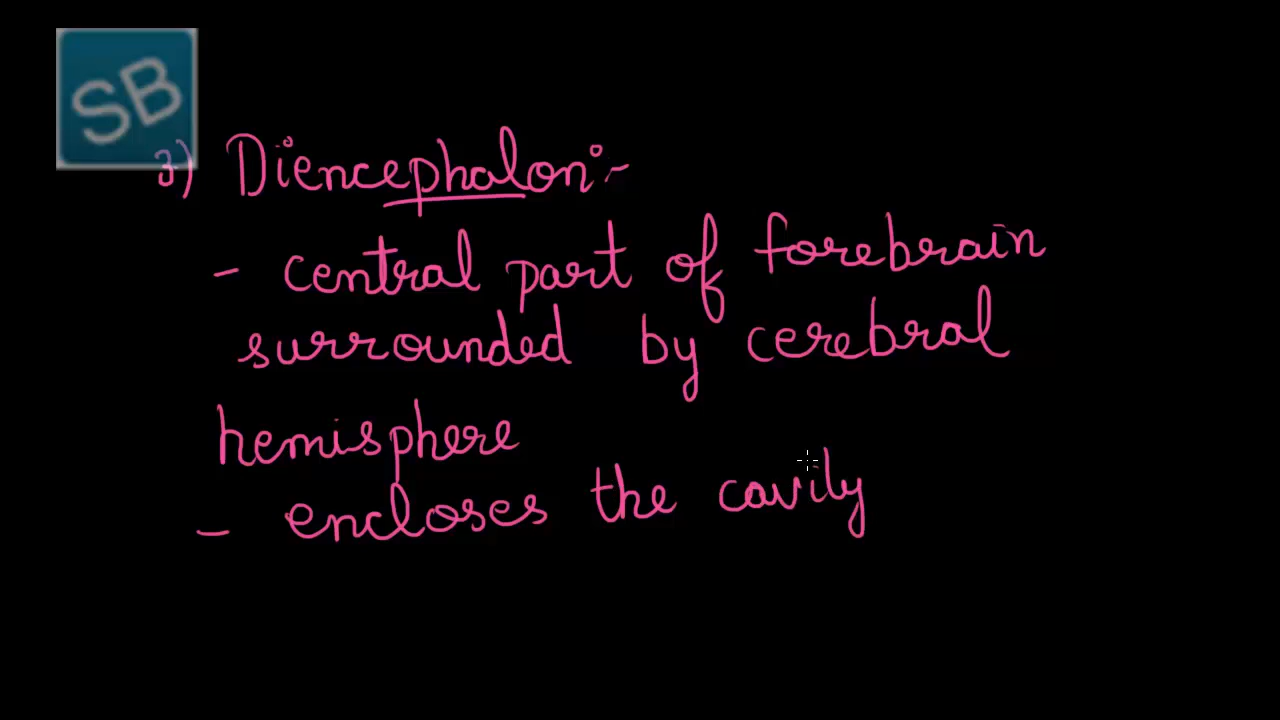 SB
3) Diencephalon:-
- central part of forebrain
surrounded by cerebral
hemisphere
- encloses the cavity